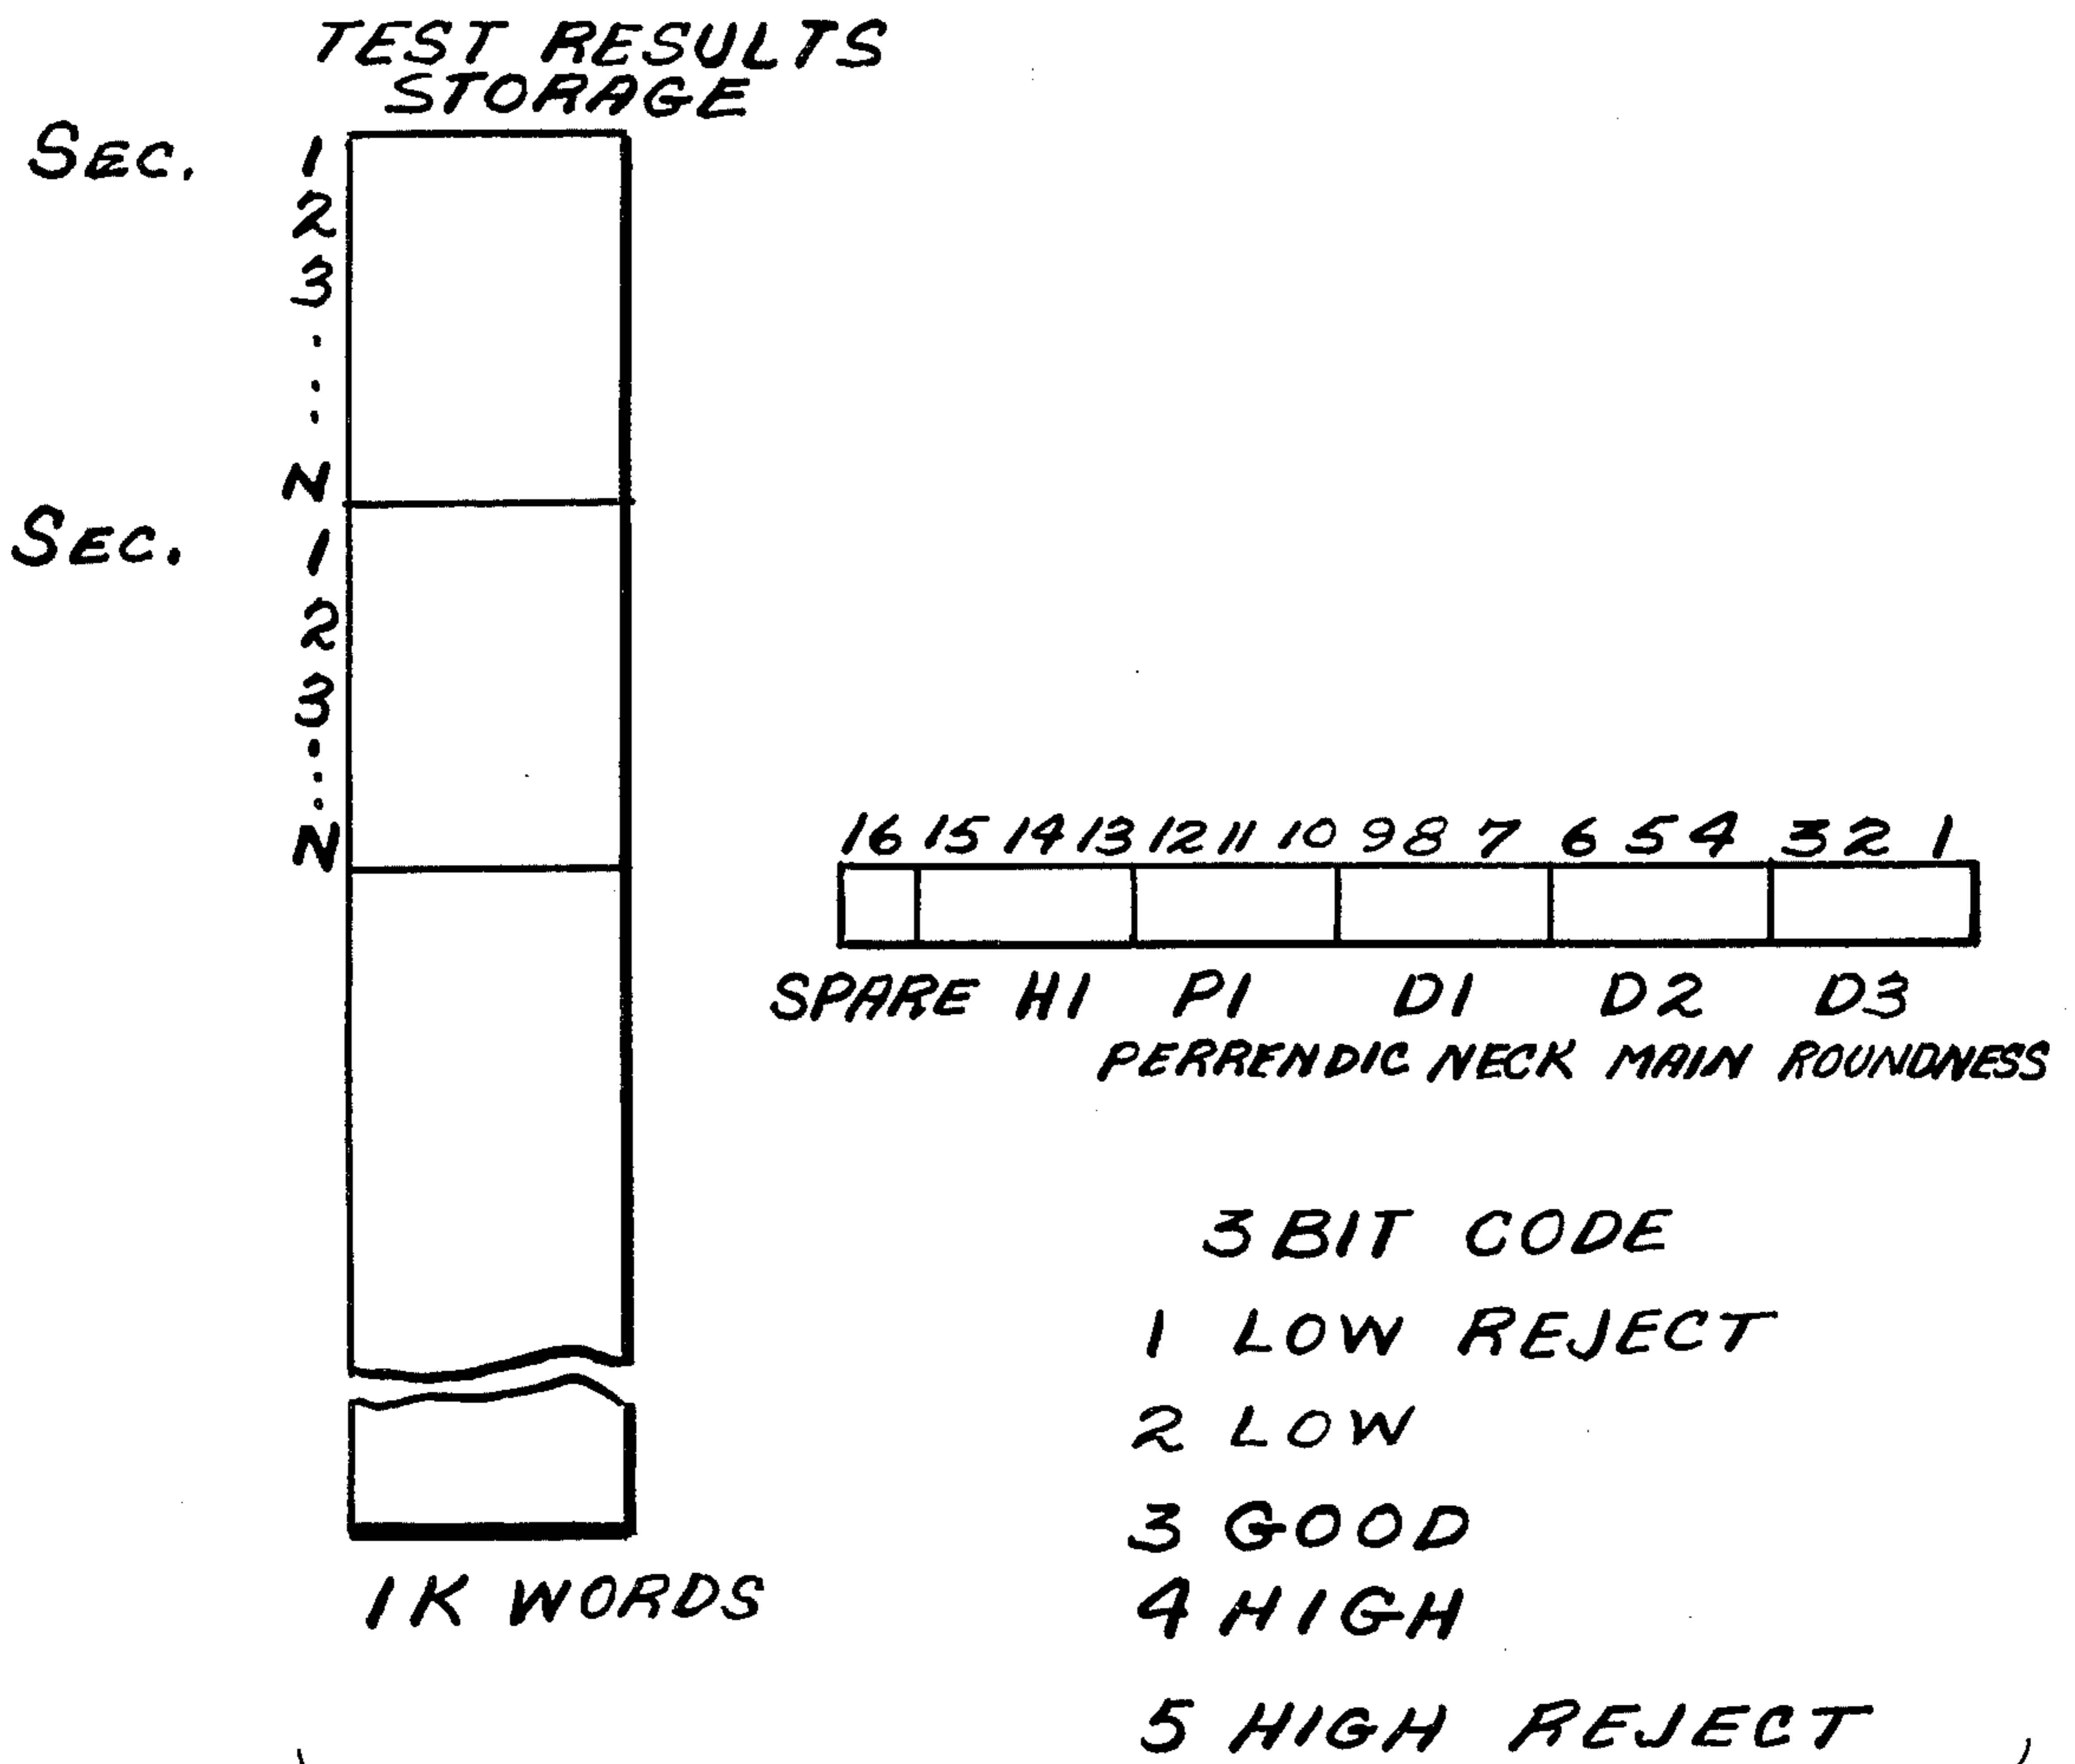 TEST RESULTS
STORAGE
SEC. 1
2
3
.
.
.
N
SEC. 1
2
3
.
.
.
N
1K WORDS
16 15 14 13 12 11 10 9 8 7 6 5 4 3 2 1
SPARE H1 P1 D1 D2 D3
PERRENDIC NECK MAIN ROUNDNESS
3 BIT CODE
1 LOW REJECT
2 LOW
3 GOOD
4 HIGH
5 HIGH REJECT